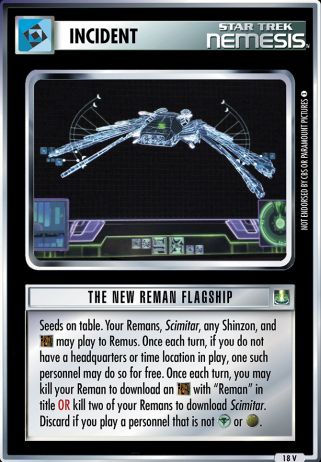 INCIDENT
STAR TREK
NEMESIS
NOT ENDORSED BY CBS OR PARAMOUNT PICTURES
THE NEW REMAN FLAGSHIP
Seeds on table. Your Remans, Scimitar, any Shinzon, and
may play to Remus. Once each turn, if you do not
have a headquarters or time location in play, one such
personnel may do so for free. Once each turn, you may
kill your Reman to download an with “Reman” in
title OR kill two of your Remans to download Scimitar.
Discard if you play a personnel that is not or .
18 V